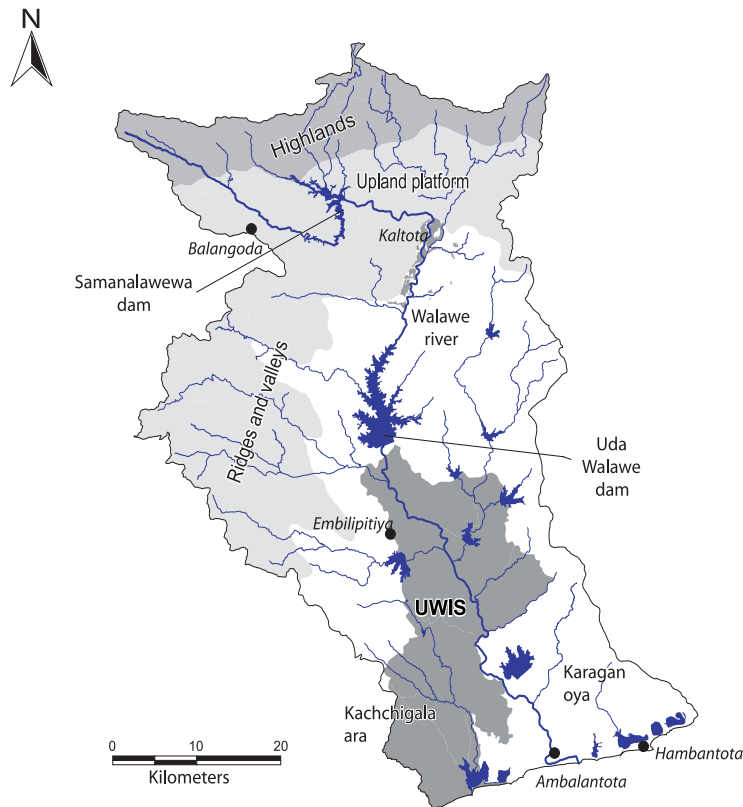 N
Highlands
Upland platform
Kaltota
Balangoda
Samanalawewa
dam
Walawe
river
Ridges and valleys
Uda
Walawe
dam
Embilipitiya
UWIS
Karagan
oya
Kachchigala
ara
0 10 20
Kilometers
Hambantota
Ambalantota